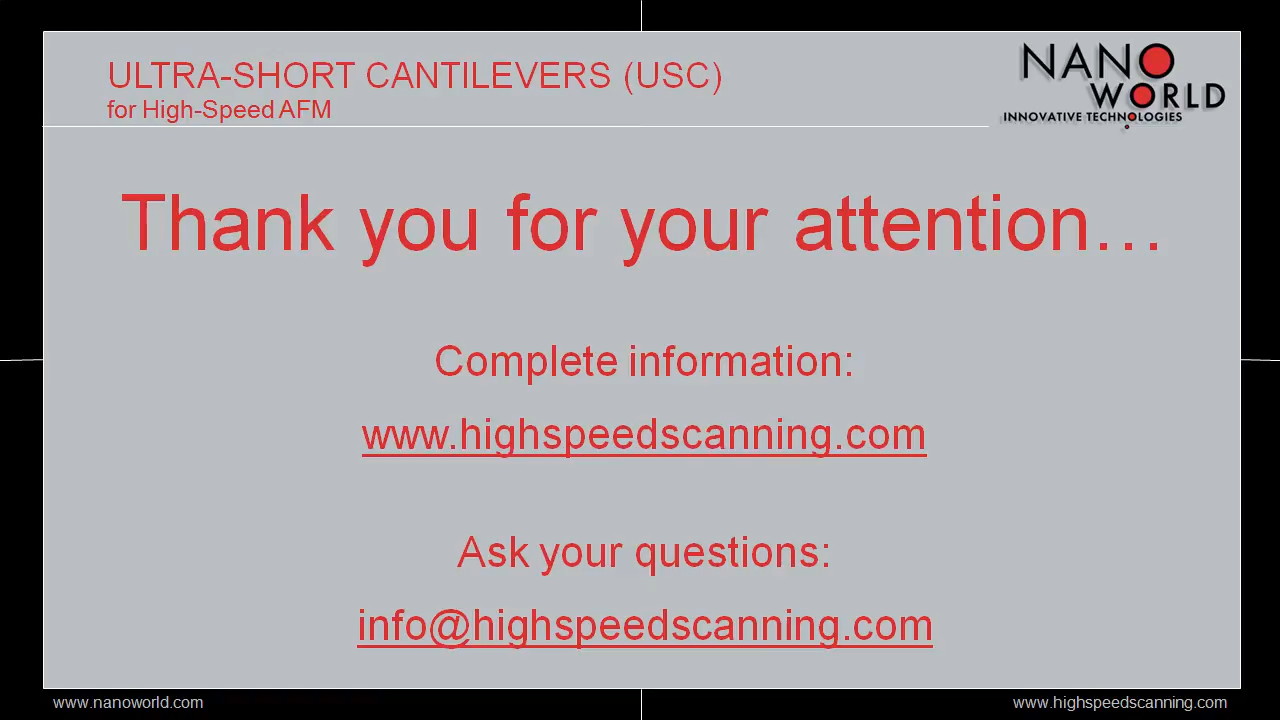 ULTRA-SHORT CANTILEVERS (USC)
for High-Speed AFM
NANO
WORLD
INNOVATIVE TECHNOLOGIES
Thank you for your attention…
Complete information:
www.highspeedscanning.com
Ask your questions:
info@highspeedscanning.com
www.nanoworld.com
www.highspeedscanning.com